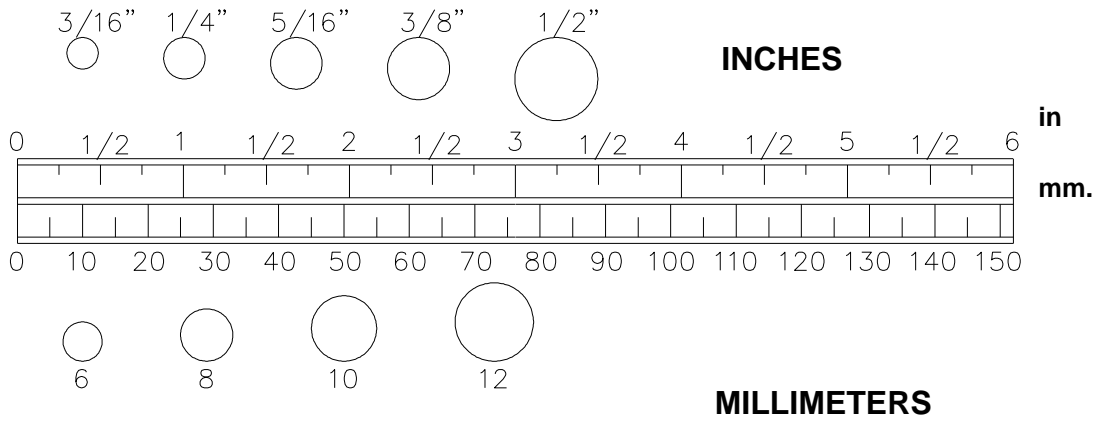 3/16” 1/4” 5/16” 3/8” 1/2”
INCHES
in
0 1/2 1 1/2 2 1/2 3 1/2 4 1/2 5 1/2 6
mm.
0 10 20 30 40 50 60 70 80 90 100 110 120 130 140 150
6 8 10 12
MILLIMETERS